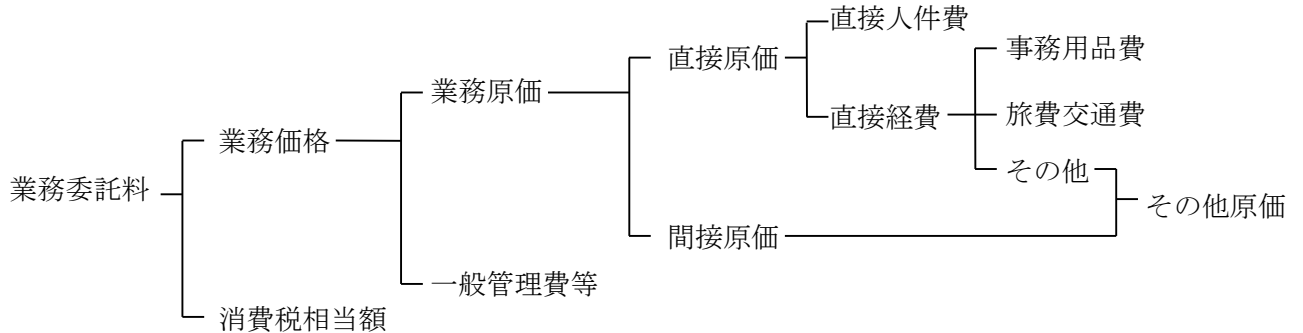 業務委託料
業務価格
消費税相当額
業務原価
一般管理費等
直接原価
間接原価
直接人件費
直接経費
事務用品費
旅費交通費
その他
その他原価